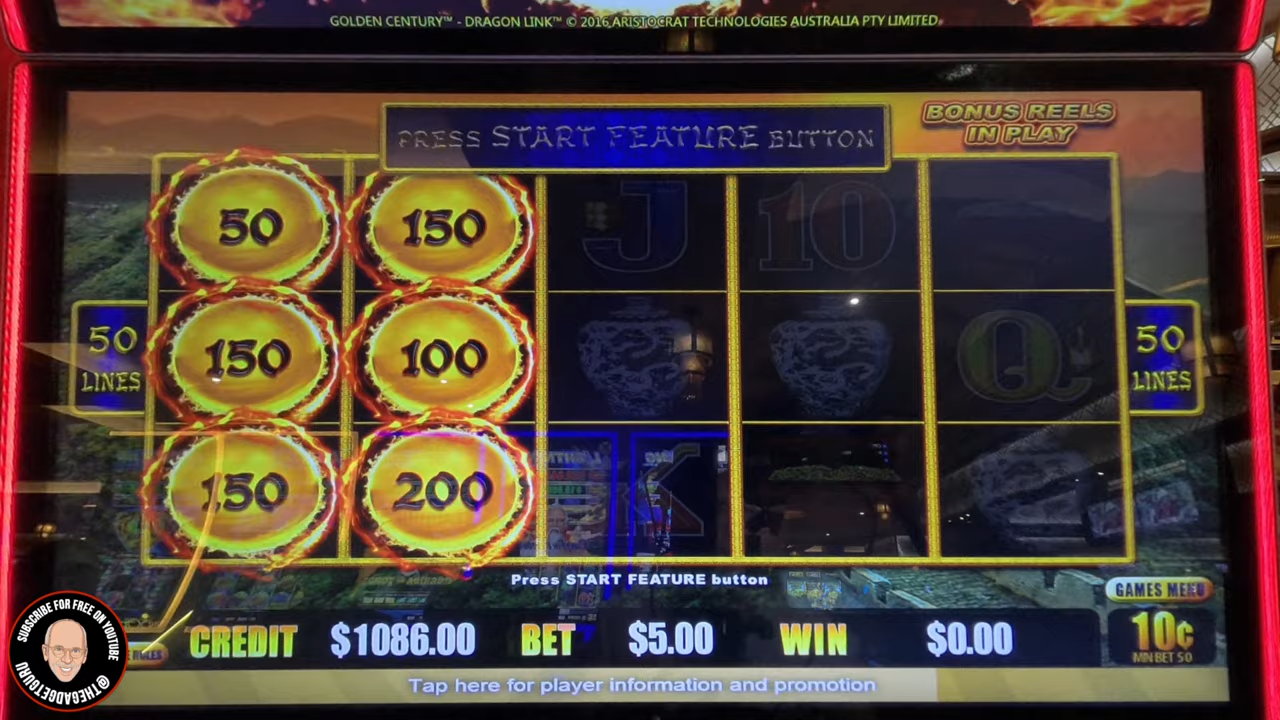 GOLDEN CENTURY™ - DRAGON LINK™ © 2016 ARISTOCRAT TECHNOLOGIES AUSTRALIA PTY LIMITED
PRESS START FEATURE BUTTON
BONUS REELS
IN PLAY
50 150 J 10
50
LINES
150 100 Q
50
LINES
150 200 K
Press START FEATURE button
GAMES MENU
CREDIT $1086.00 BET $5.00 WIN $0.00
10¢
MIN BET 50
RULES
Tap here for player information and promotion
SUBSCRIBE FOR FREE ON YOUTUBE
@THEGADGETGURU